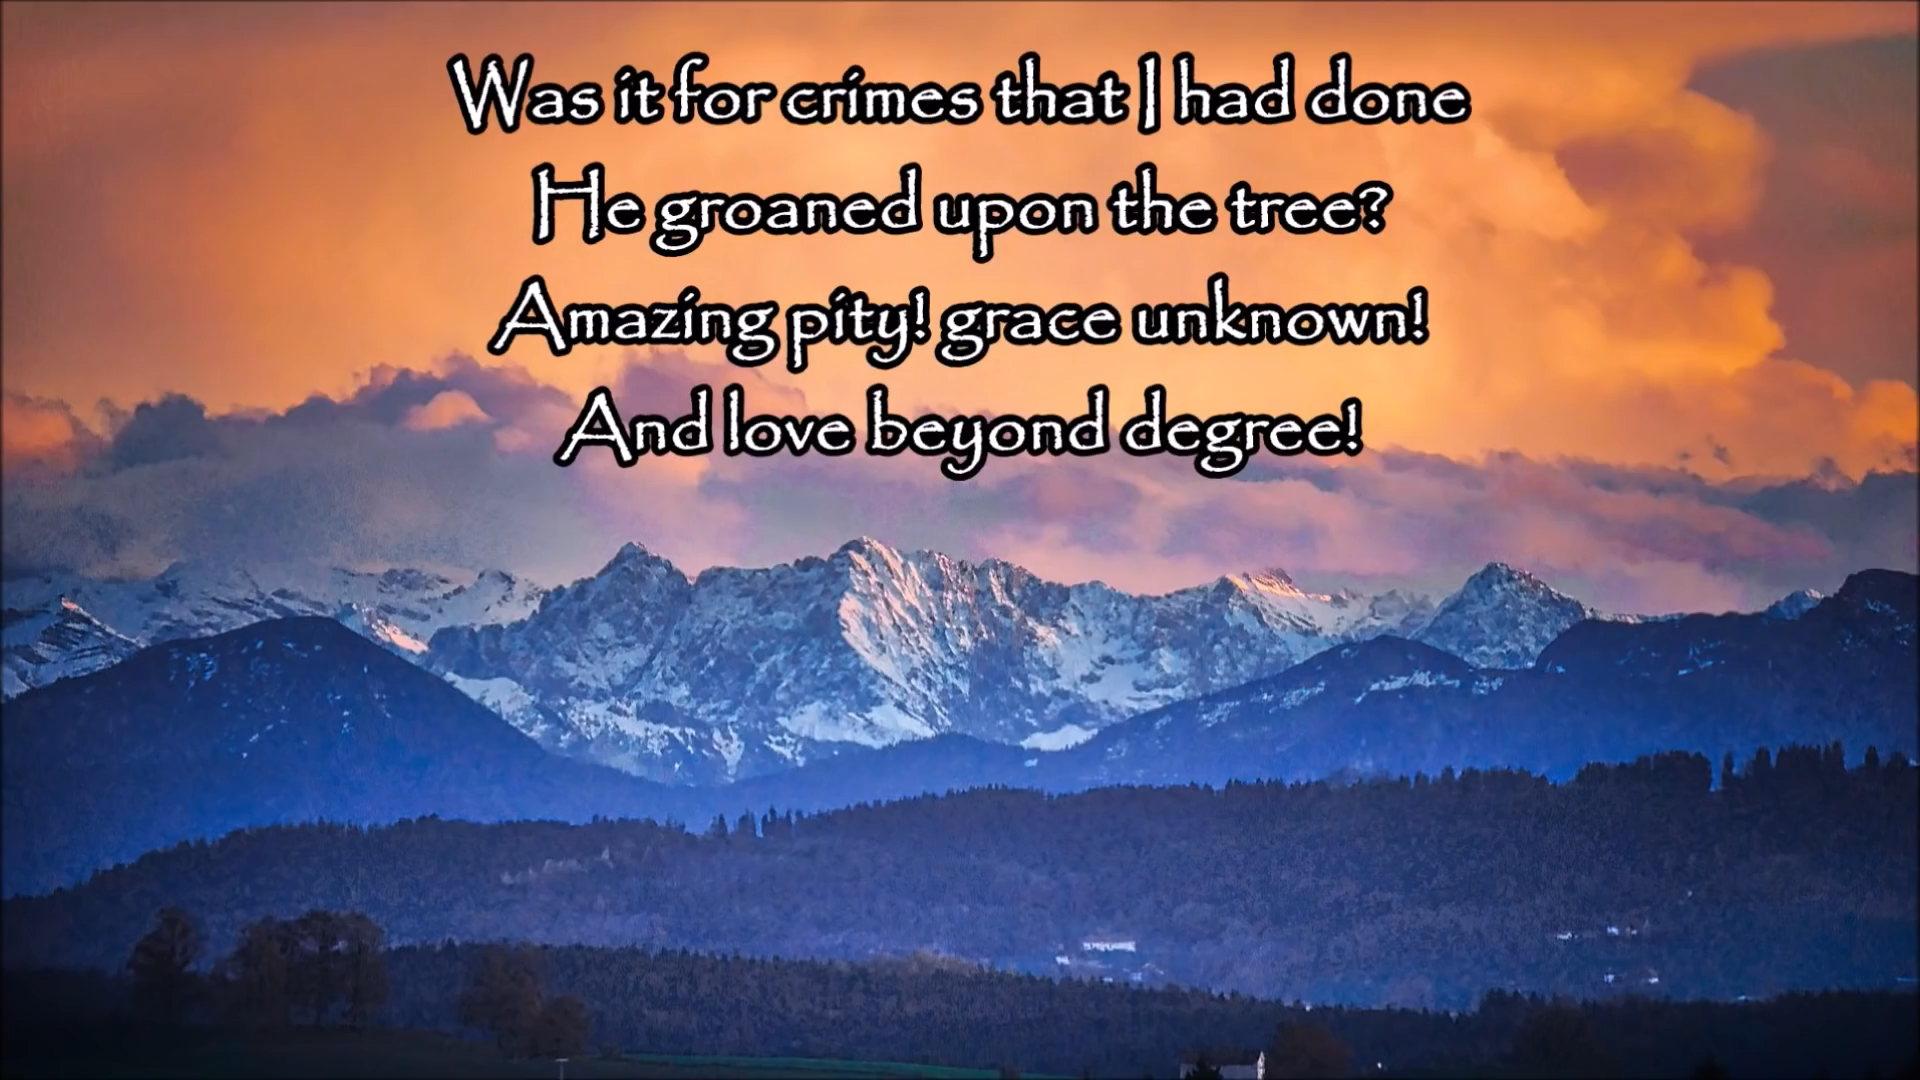 Was it for crimes that I had done
He groaned upon the tree?
Amazing pity! grace unknown!
And love beyond degree!